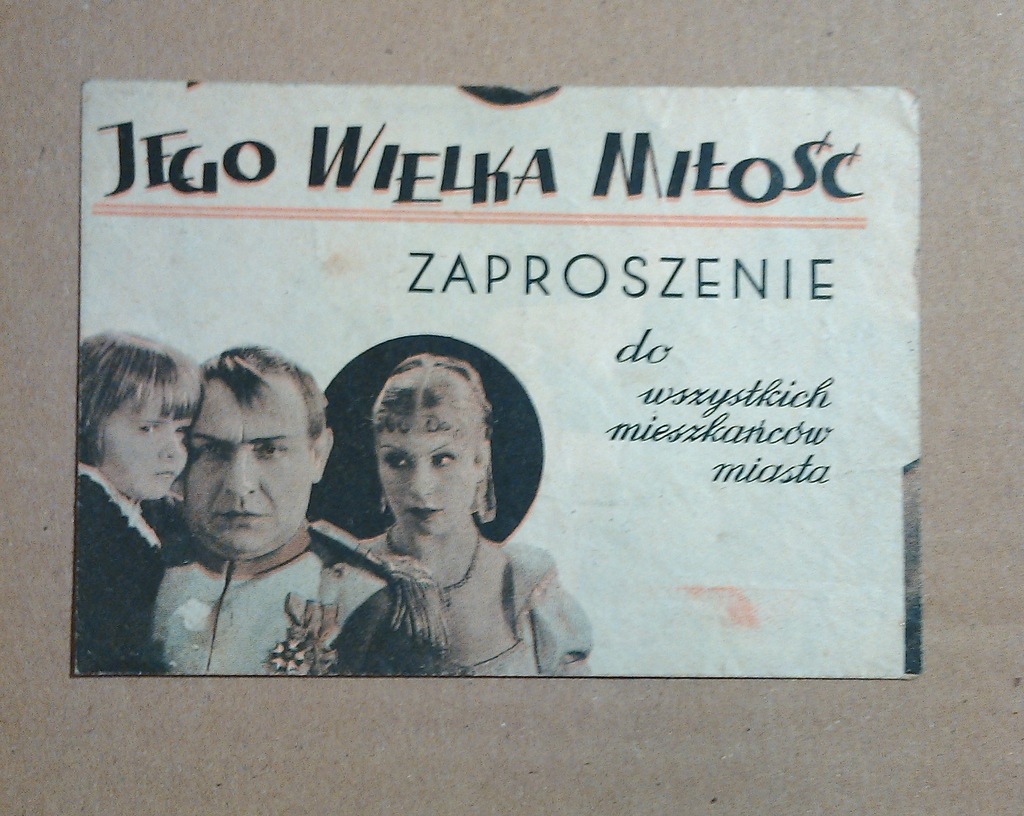 JEGO WIELKA MIŁOŚĆ
ZAPROSZENIE
do
wszystkich
mieszkańców
miasta